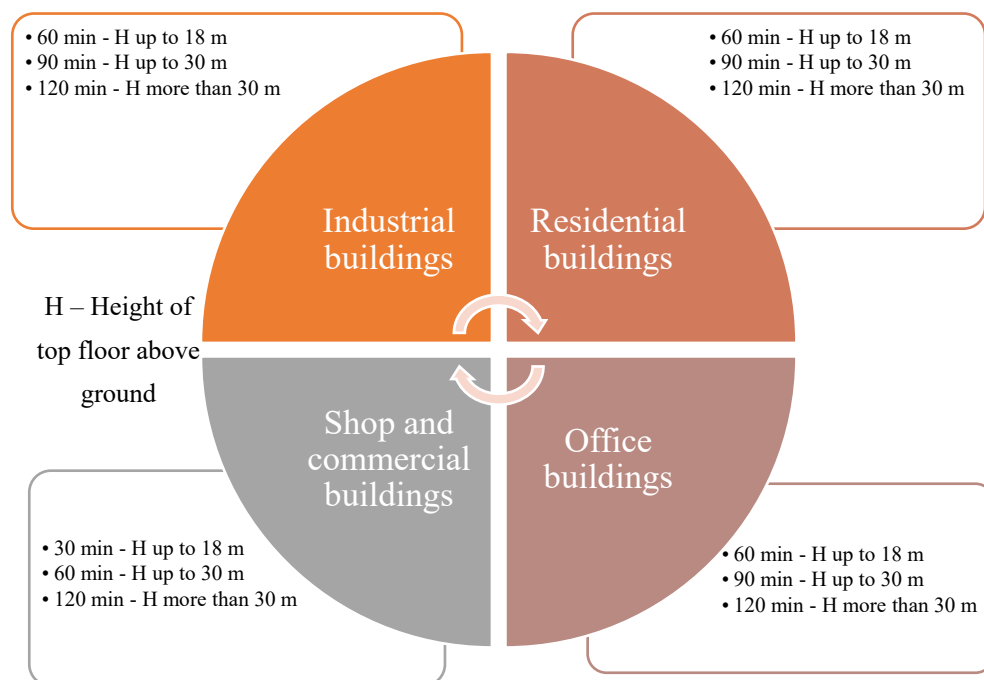 • 60 min - H up to 18 m
• 90 min - H up to 30 m
• 120 min - H more than 30 m
• 60 min - H up to 18 m
• 90 min - H up to 30 m
• 120 min - H more than 30 m
Industrial
buildings
Residential
buildings
H – Height of
top floor above
ground
Shop and
commercial
buildings
Office
buildings
• 30 min - H up to 18 m
• 60 min - H up to 30 m
• 120 min - H more than 30 m
• 60 min - H up to 18 m
• 90 min - H up to 30 m
• 120 min - H more than 30 m